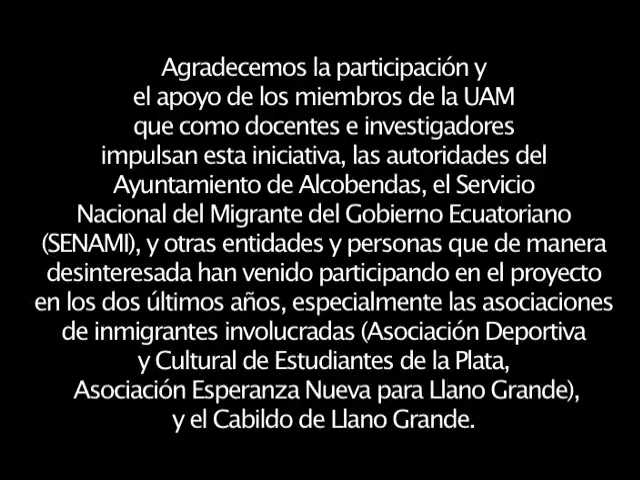 Agradecemos la participación y
el apoyo de los miembros de la UAM
que como docentes e investigadores
impulsan esta iniciativa, las autoridades del
Ayuntamiento de Alcobendas, el Servicio
Nacional del Migrante del Gobierno Ecuatoriano
(SENAMI), y otras entidades y personas que de manera
desinteresada han venido participando en el proyecto
en los dos últimos años, especialmente las asociaciones
de inmigrantes involucradas (Asociación Deportiva
y Cultural de Estudiantes de la Plata,
Asociación Esperanza Nueva para Llano Grande),
y el Cabildo de Llano Grande.